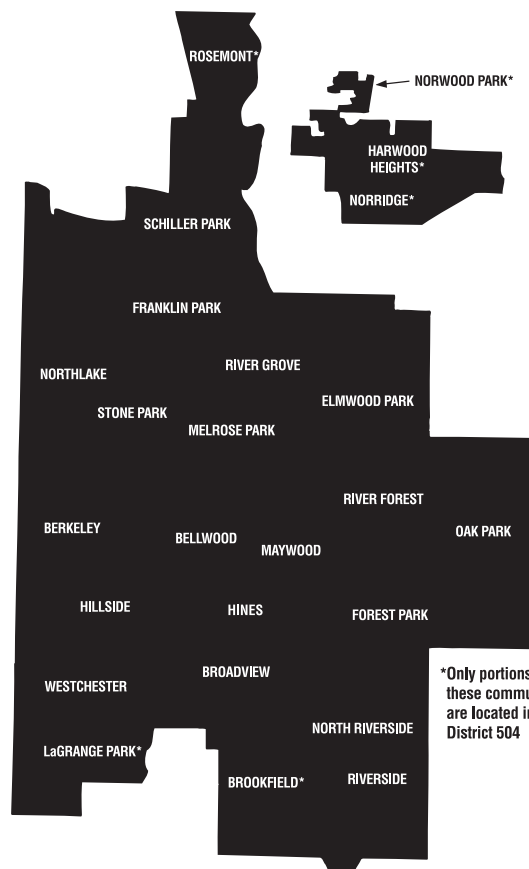 ROSEMONT*
NORWOOD PARK*
HARWOOD
HEIGHTS*
NORRIDGE*
SCHILLER PARK
FRANKLIN PARK
RIVER GROVE
NORTHLAKE
ELMWOOD PARK
STONE PARK
MELROSE PARK
RIVER FOREST
OAK PARK
BERKELEY
BELLWOOD
MAYWOOD
HILLSIDE
HINES
FOREST PARK
BROADVIEW
WESTCHESTER
*Only portions
these
are located
District 504
NORTH RIVERSIDE
LaGRANGE PARK*
BROOKFIELD*
RIVERSIDE